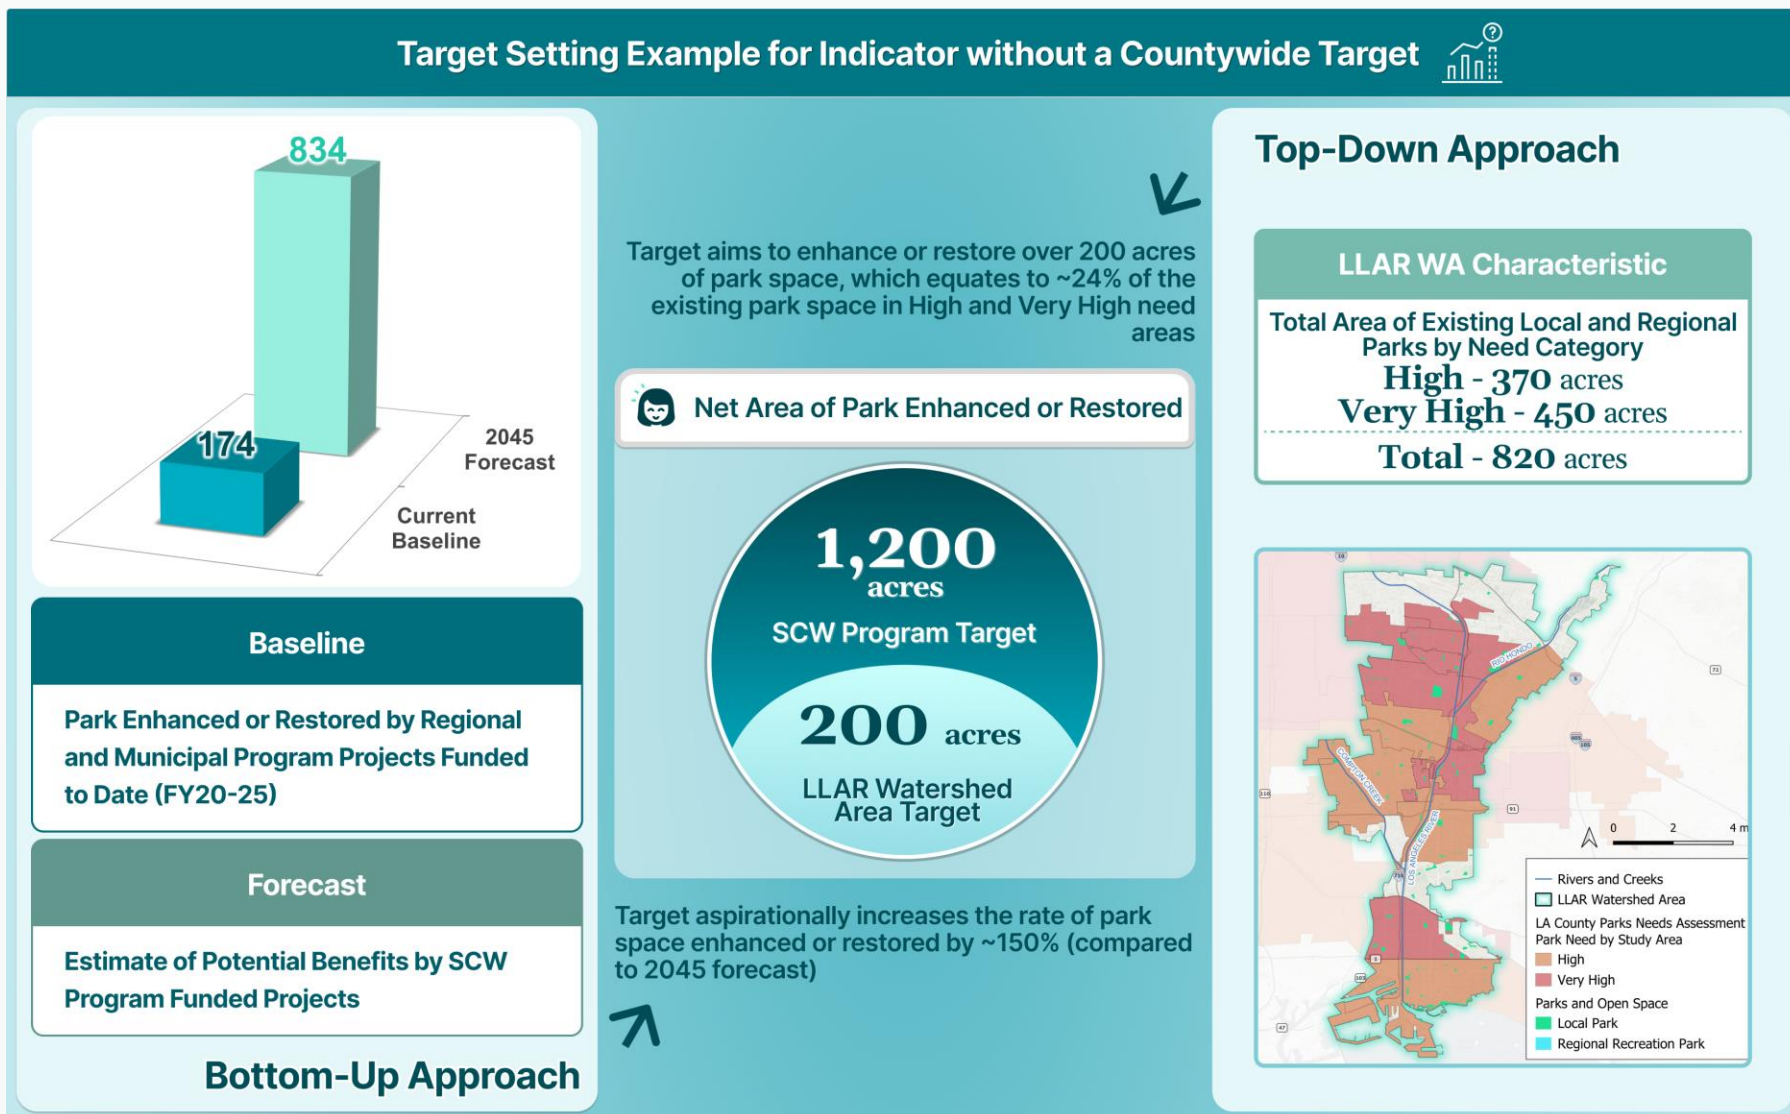 Target Setting Example for Indicator without a Countywide Target
834
174
2045
Forecast
Current
Baseline
Baseline
Park Enhanced or Restored by Regional
and Municipal Program Projects Funded
to Date (FY20-25)
Forecast
Estimate of Potential Benefits by SCW
Program Funded Projects
Bottom-Up Approach
Target aims to enhance or restore over 200 acres
of park space, which equates to ~24% of the
existing park space in High and Very High need
areas
Net Area of Park Enhanced or Restored
1,200
acres
SCW Program Target
200 acres
LLAR Watershed
Area Target
Target aspirationally increases the rate of park
space enhanced or restored by ~150% (compared
to 2045 forecast)
Top-Down Approach
LLAR WA Characteristic
Total Area of Existing Local and Regional
Parks by Need Category
High - 370 acres
Very High - 450 acres
Total - 820 acres
10
RIO HONDO
72
5
COMPTON CREEK
LOS ANGELES RIVER
91
710
1
103
47
0 2 4 m
Rivers and Creeks
LLAR Watershed Area
LA County Parks Needs Assessment
Park Need by Study Area
High
Very High
Parks and Open Space
Local Park
Regional Recreation Park